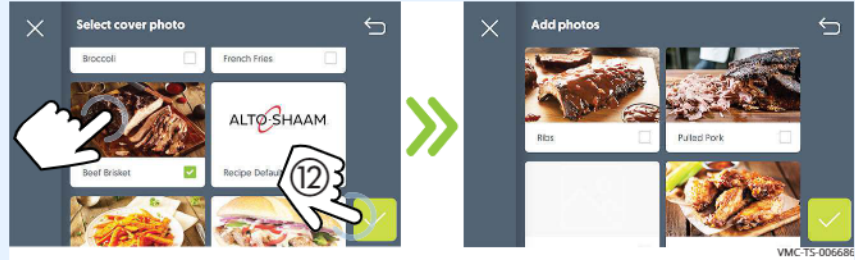 Select cover photo
Broccoli
French Fries
ALTO-SHAAM
Beef Brisket
Recipe Defau
12
Add photos
Ribs
Pulled Pork
VMC-TS-006686